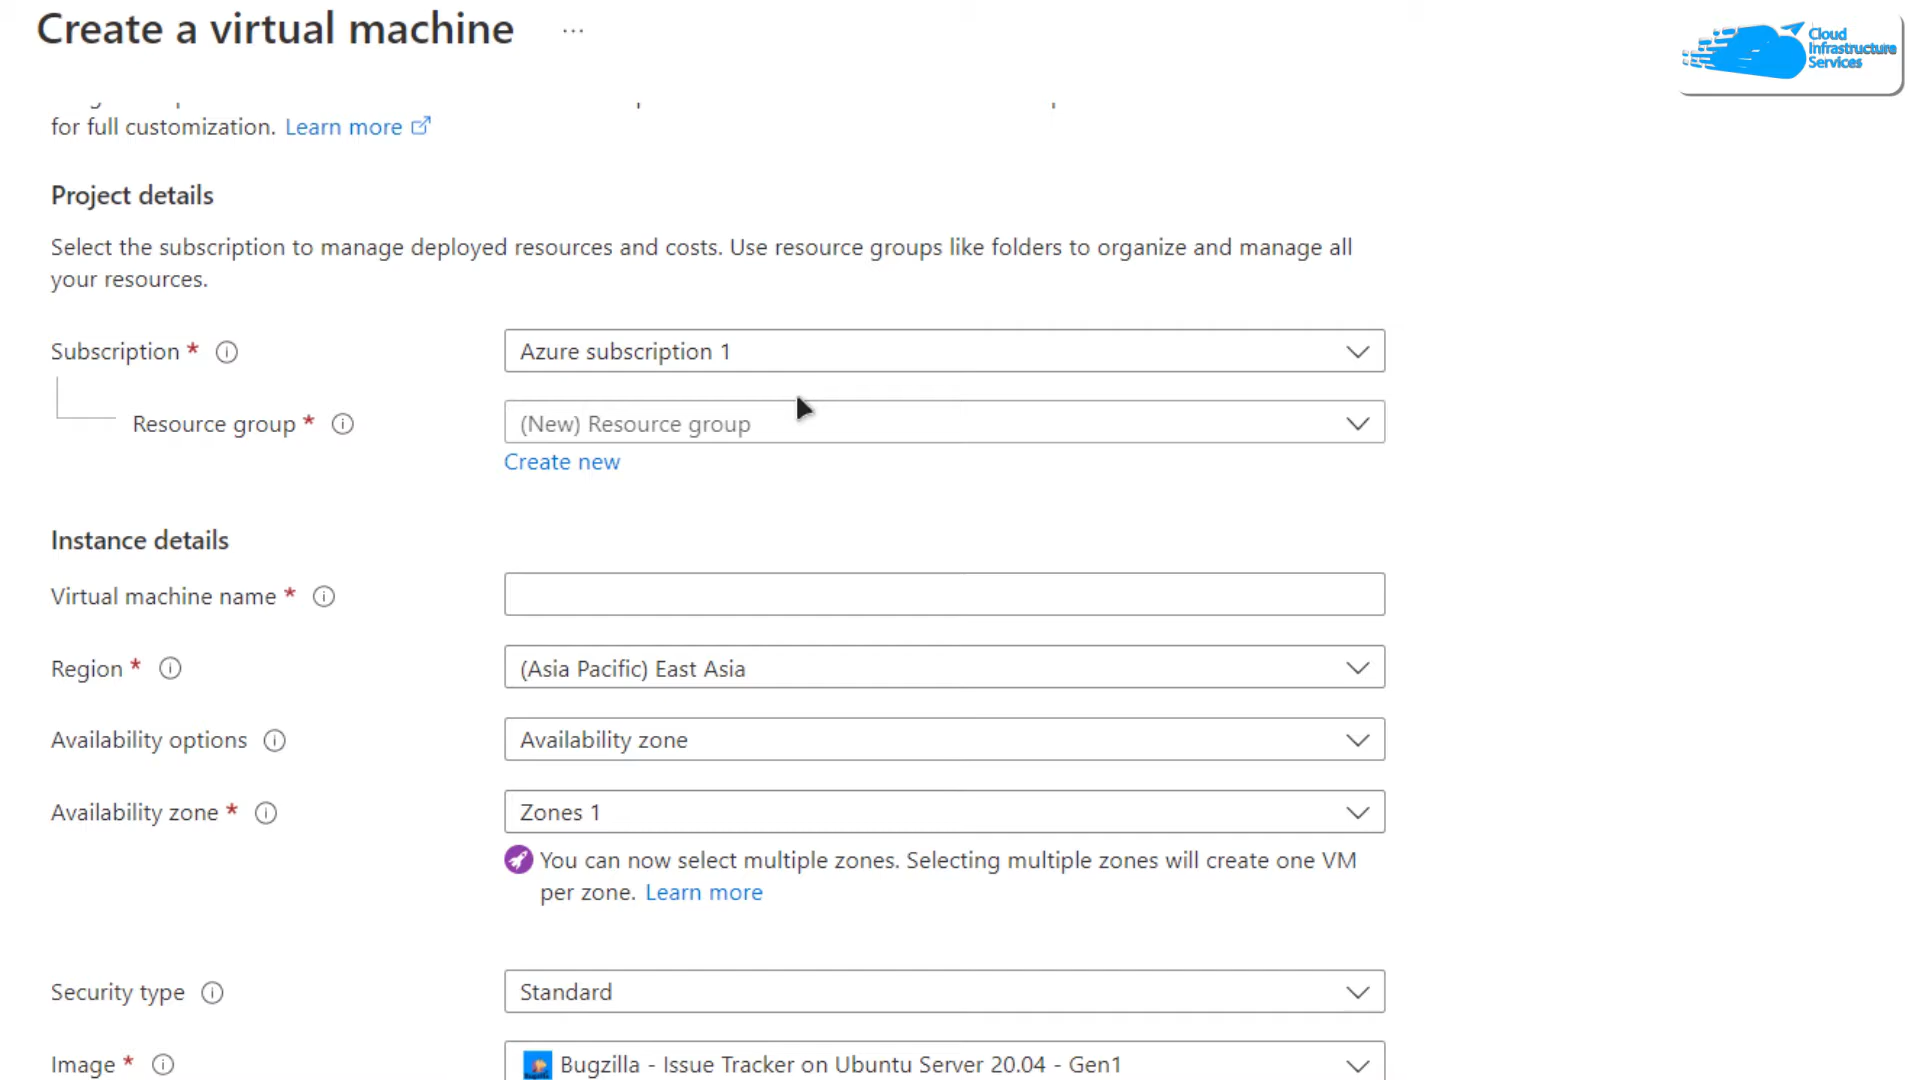 Create a virtual machine ...
Cloud
Infrastructure
Services
for full customization. Learn more
Project details
Select the subscription to manage deployed resources and costs. Use resource groups like folders to organize and manage all
your resources.
Subscription *
Azure subscription 1
Resource group *
(New) Resource group
Create new
Instance details
Virtual machine name *
Region *
(Asia Pacific) East Asia
Availability options
Availability zone
Availability zone *
Zones 1
You can now select multiple zones. Selecting multiple zones will create one VM
per zone. Learn more
Security type
Standard
Image *
Bugzilla - Issue Tracker on Ubuntu Server 20.04 - Gen1